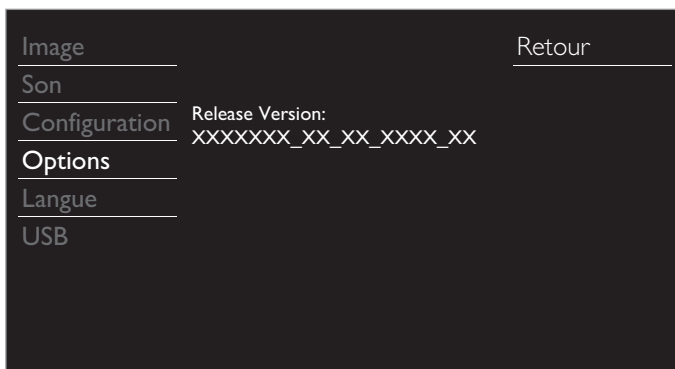 Image
Son
Configuration
Options
Langue
USB
Release Version:
XXXXXXX_XX_XX_XXXX_XX
Retour